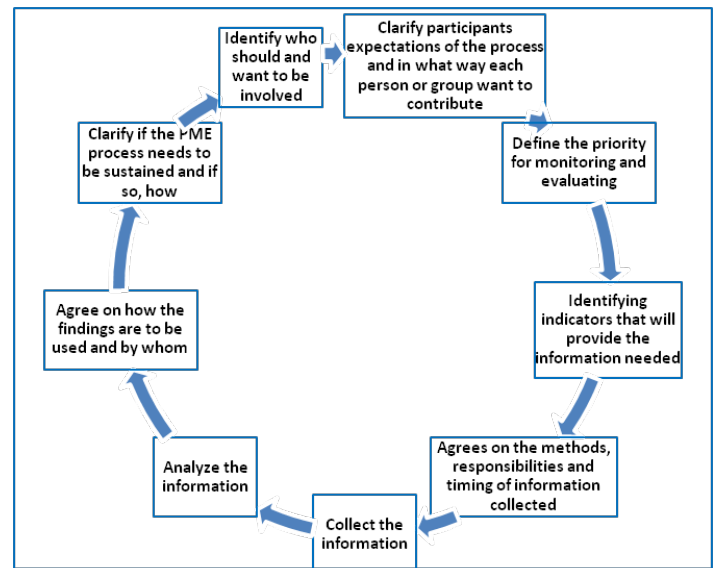 Identify who
should and
want to be
involved
Clarify participants
expectations of the process
and in what way each
person or group want to
contribute
Define the priority
for monitoring and
evaluating
Identifying
indicators that will
provide the
information needed
Agrees on the methods,
responsibilities and
timing of information
collected
Collect the
information
Analyze the
information
Agree on how the
findings are to be
used and by whom
Clarify if the PME
process needs to
be sustained and if
so, how